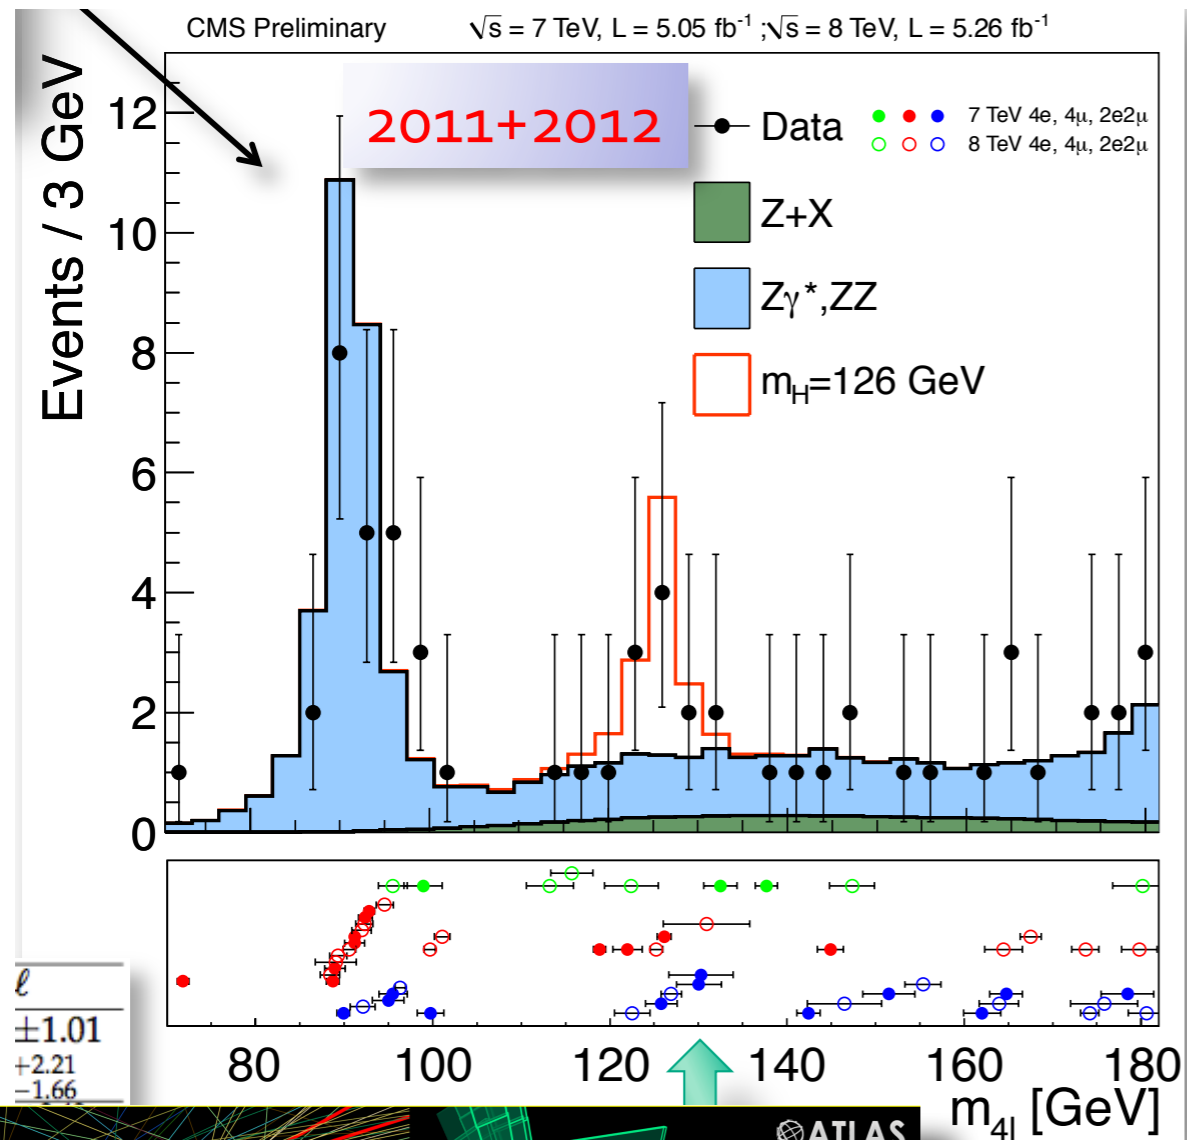 CMS Preliminary √s = 7 TeV, L = 5.05 fb⁻¹ ;√s = 8 TeV, L = 5.26 fb⁻¹
Events / 3 GeV
12
10
8
6
4
2
0
2011+2012
Data
7 TeV 4e, 4μ, 2e2μ
8 TeV 4e, 4μ, 2e2μ
Z+X
Zγ*,ZZ
m_H=126 GeV
ℓ
±1.01
+2.21
−1.66
80 100 120 140 160 180
m_4l [GeV]
ATLAS